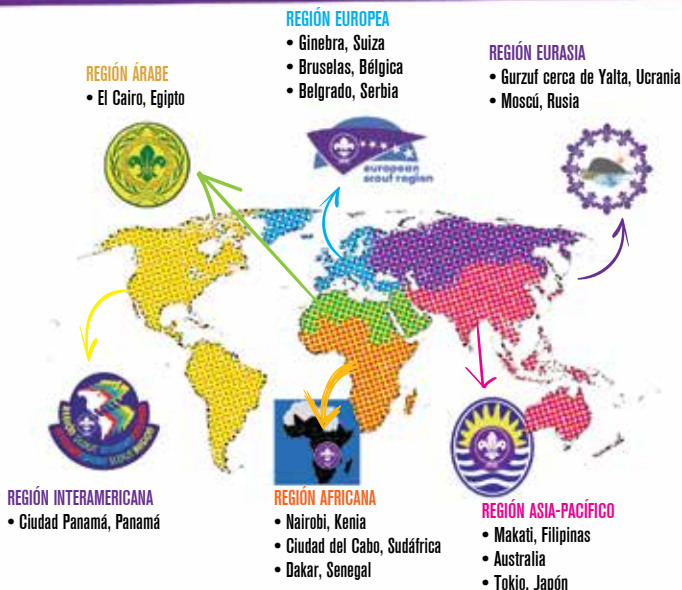 REGIÓN EUROPEA
• Ginebra, Suiza
• Bruselas, Bélgica
• Belgrado, Serbia
REGIÓN ÁRABE
• El Cairo, Egipto
REGIÓN EURASIA
• Gurzuf cerca de Yalta, Ucrania
• Moscú, Rusia
european
scout region
REGIÓN INTERAMERICANA
• Ciudad Panamá, Panamá
REGIÓN AFRICANA
• Nairobi, Kenia
• Ciudad del Cabo, Sudáfrica
• Dakar, Senegal
REGIÓN ASIA-PACÍFICO
• Makati, Filipinas
• Australia
• Tokio, Japón